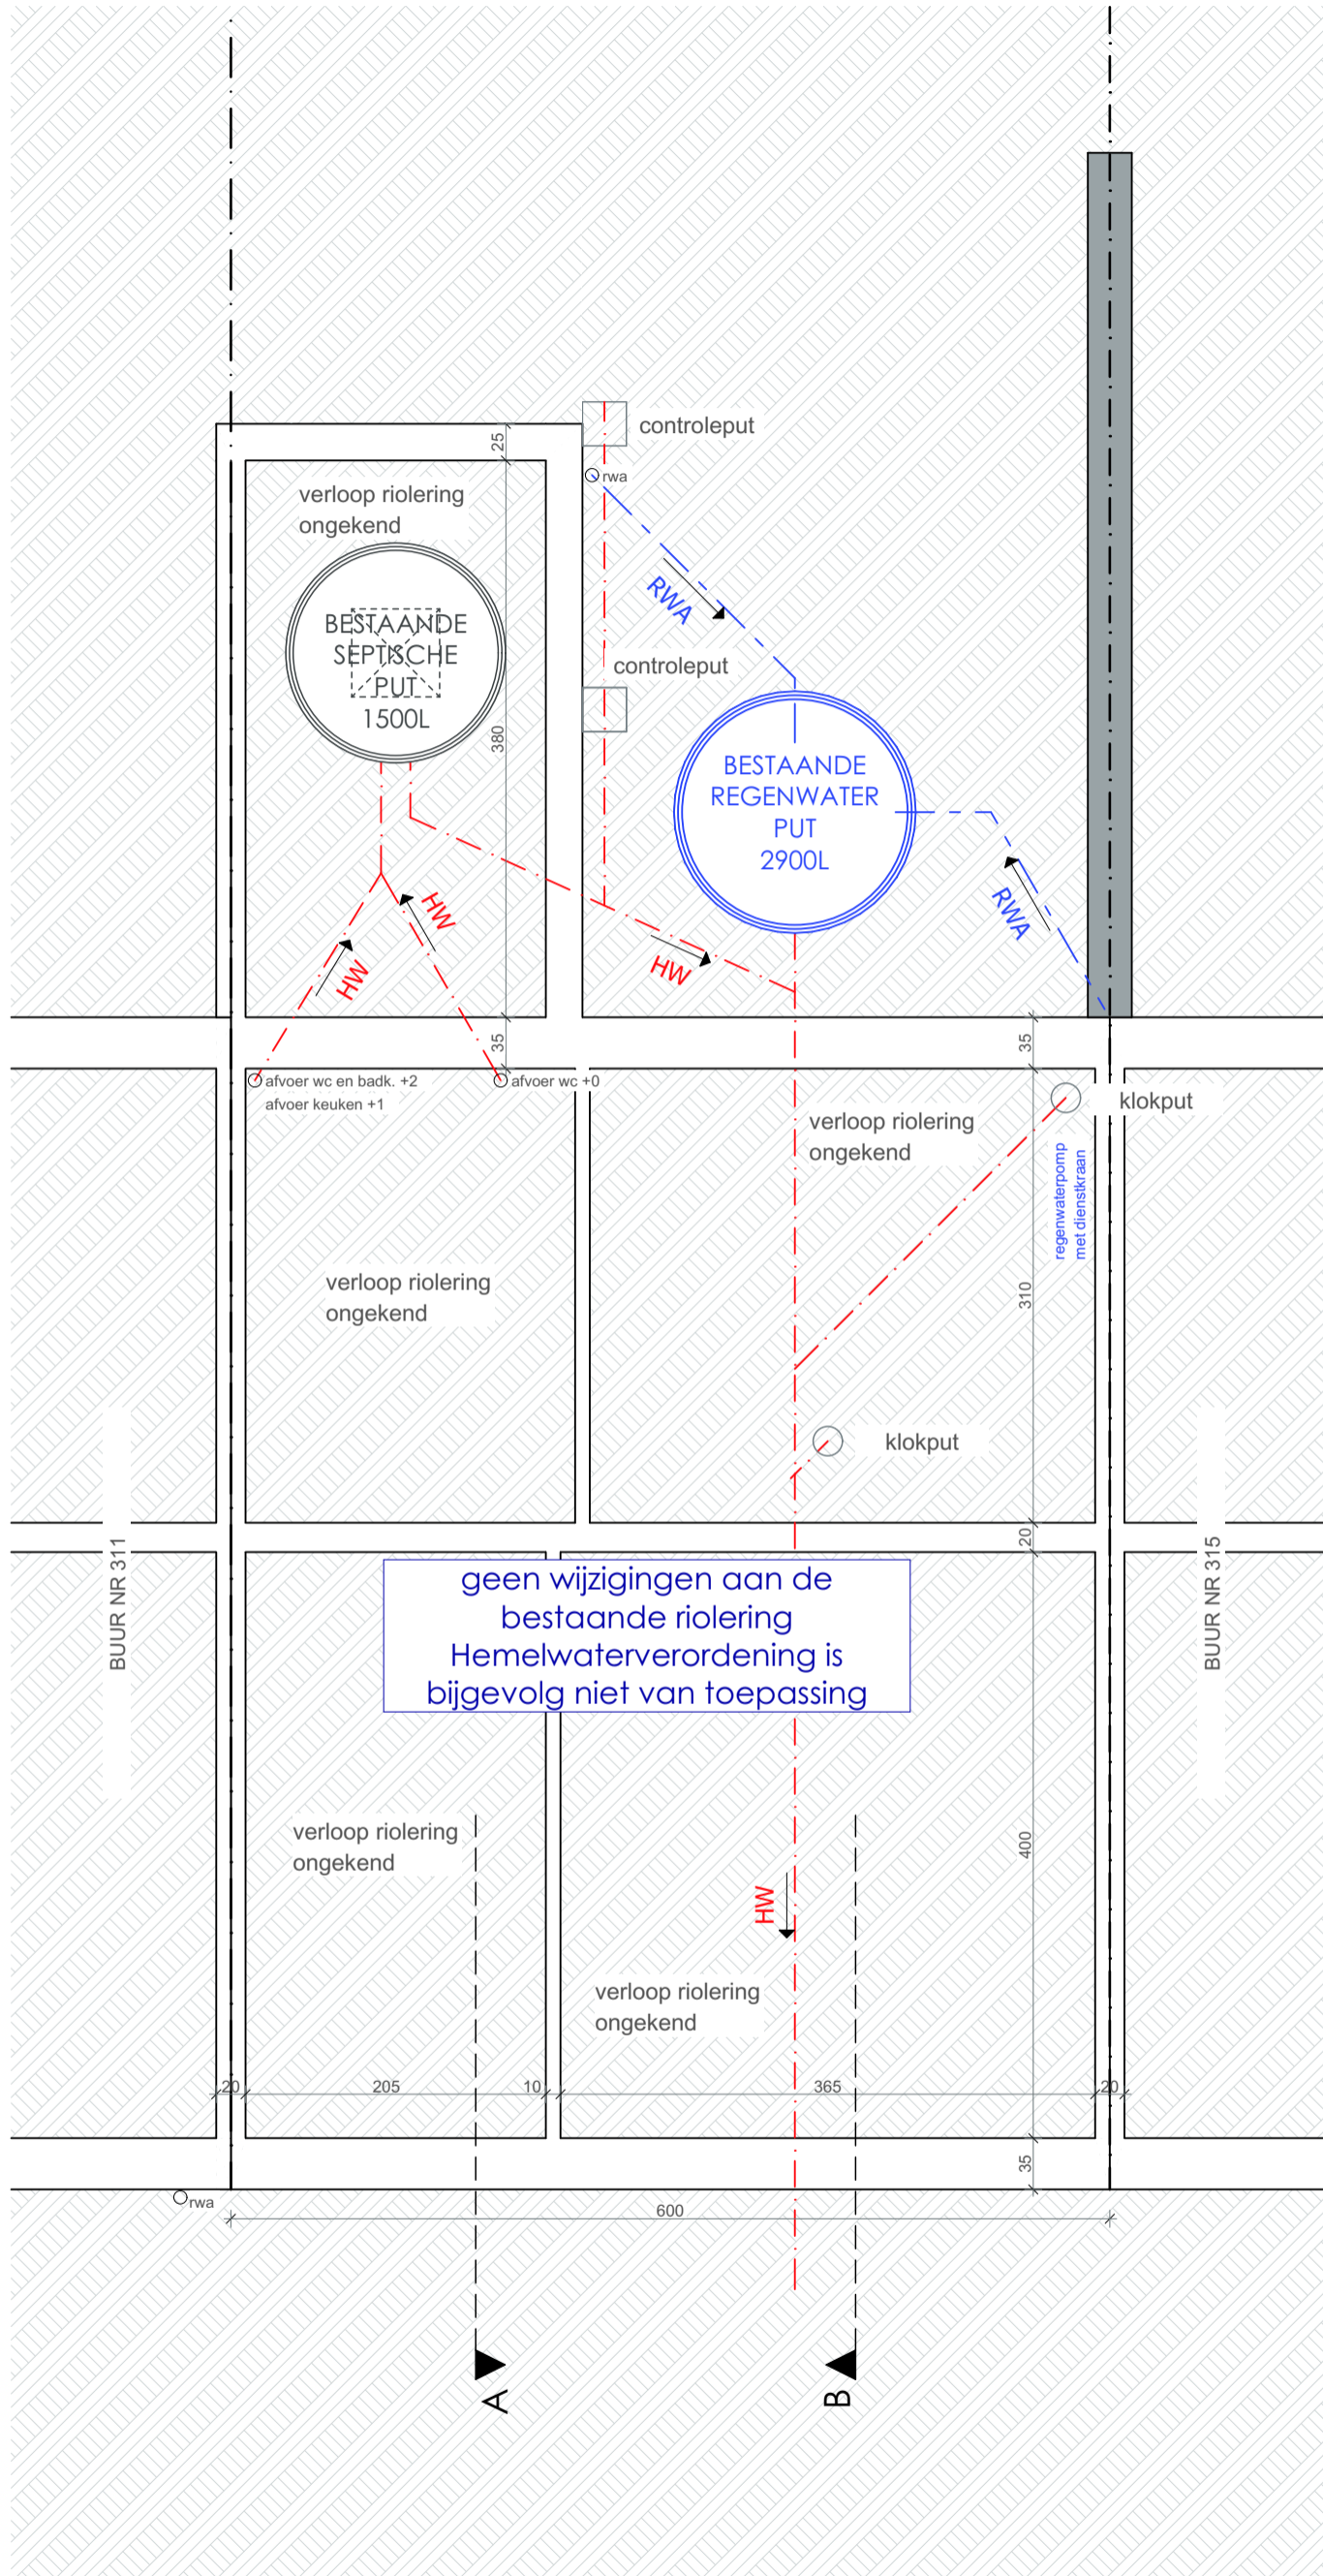 controleput
25
rwa
verloop riolering
ongekend
RWA
BESTAANDE
SEPTISCHE
PUT
1500L
controleput
380
BESTAANDE
REGENWATER
PUT
2900L
HW
HW
HW
RWA
35
35
afvoer wc en badk. +2
afvoer keuken +1
afvoer wc +0
klokput
verloop riolering
ongekend
regenwaterpomp
met dienstkraan
verloop riolering
ongekend
310
klokput
20
BUUR NR 311
BUUR NR 315
geen wijzigingen aan de
bestaande riolering
Hemelwaterverordening is
bijgevolg niet van toepassing
verloop riolering
ongekend
400
HW
verloop riolering
ongekend
20
205
10
365
20
35
rwa
600
A
B